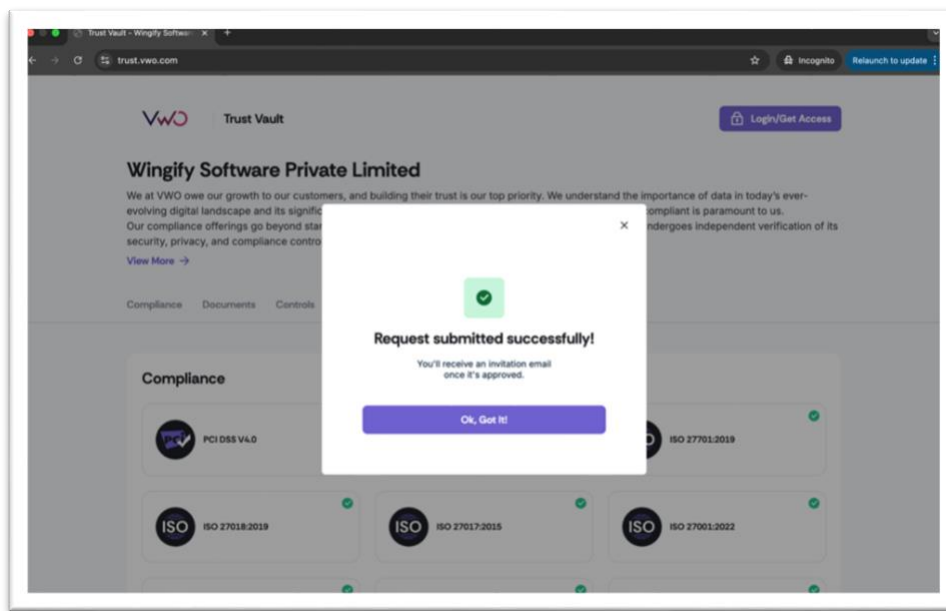 Trust Vault - Wingify Softwar
trust.vwo.com
Incognito
Relaunch to update
VWO
Trust Vault
Login/Get Access
Wingify Software Private Limited
We at VWO owe our growth to our customers, and building their trust is our top priority. We understand the importance of data in today's ever-
evolving digital landscape and its signific
ompliant is paramount to us.
Our compliance offerings go beyond star
ndergoes independent verification of its
security, privacy, and compliance contro
View More →
Compliance Documents Controls
Request submitted successfully!
You'll receive an invitation email
once it's approved.
Ok, Got It!
Compliance
PCI
PCI DSS V4.0
ISO 27701:2019
ISO
ISO 27018:2019
ISO
ISO 27017:2015
ISO
ISO 27001:2022